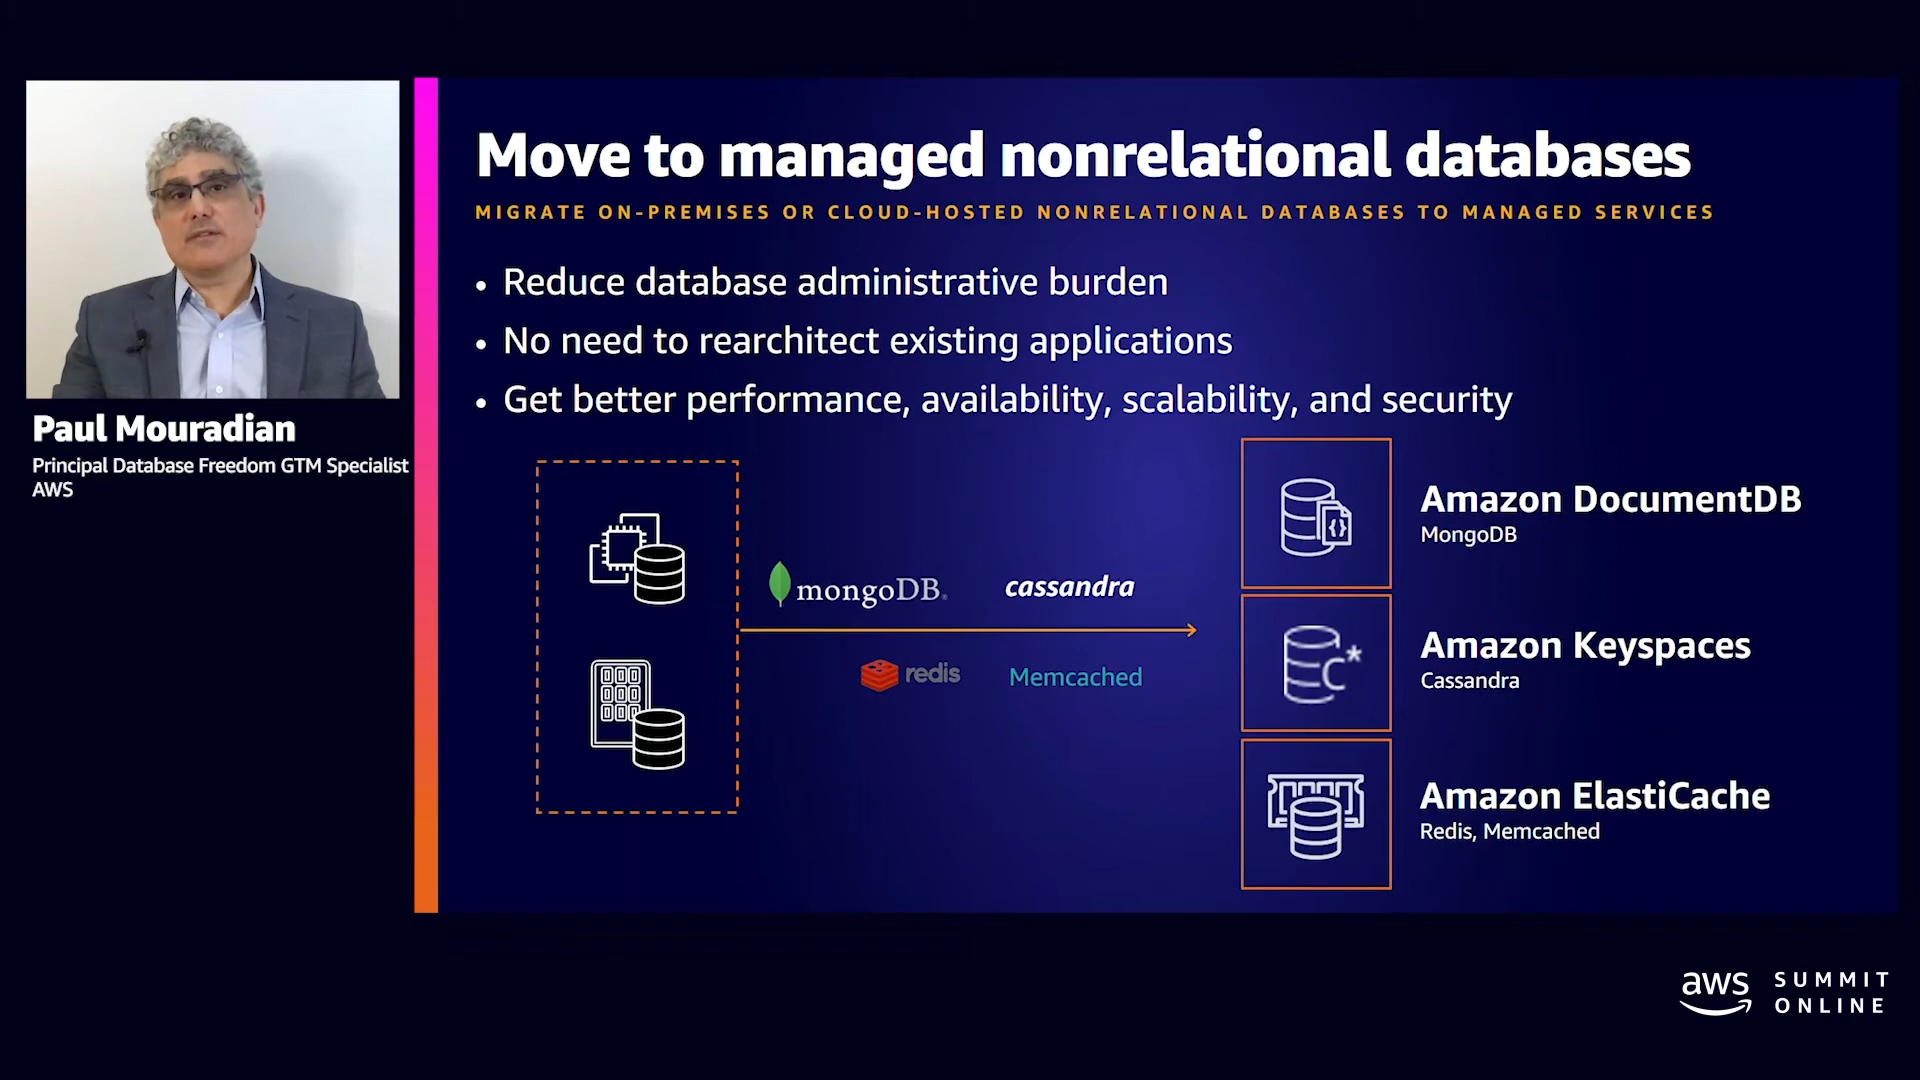 Move to managed nonrelational databases
MIGRATE ON-PREMISES OR CLOUD-HOSTED NONRELATIONAL DATABASES TO MANAGED SERVICES
• Reduce database administrative burden
• No need to rearchitect existing applications
• Get better performance, availability, scalability, and security
Paul Mouradian
Principal Database Freedom GTM Specialist
AWS
mongoDB®
cassandra
redis
Memcached
Amazon DocumentDB
MongoDB
Amazon Keyspaces
Cassandra
Amazon ElastiCache
Redis, Memcached
aws
SUMMIT
ONLINE